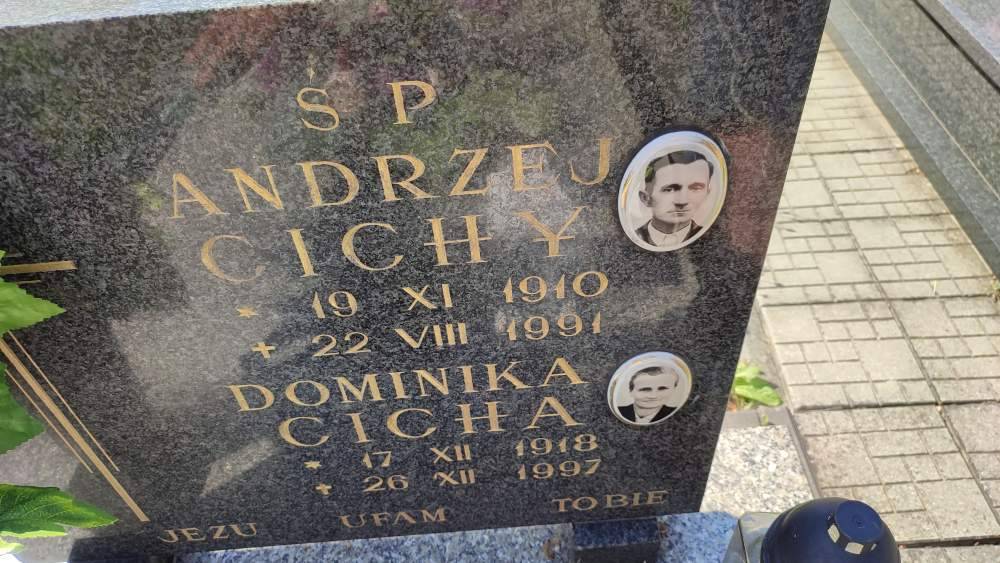 Ś P
ANDRZEJ
CICHY
* 19 XI 1910
+ 22 VIII 1991
DOMINIKA
CICHA
* 17 XII 1918
+ 26 XII 1997
JEZU UFAM TOBIE